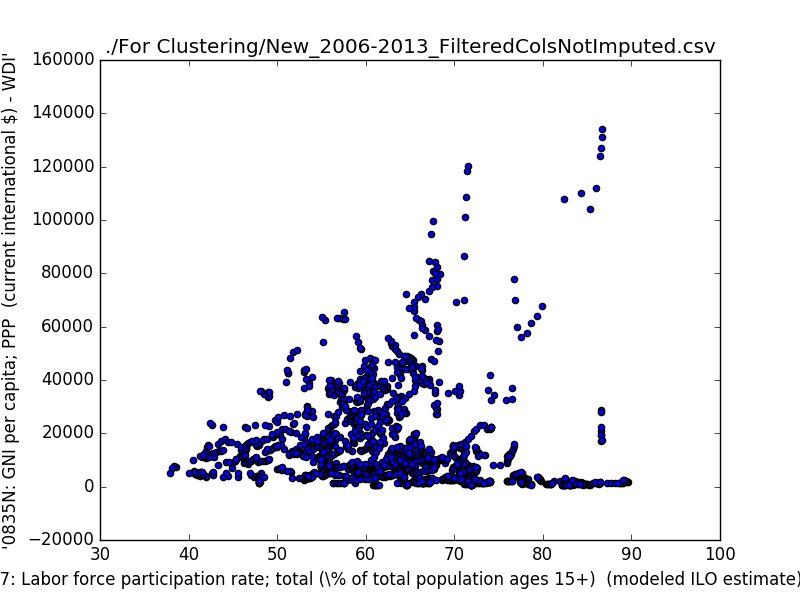 ./For Clustering/New_2006-2013_FilteredColsNotImputed.csv
'0835N: GNI per capita; PPP (current international $) - WDI'
160000
140000
120000
100000
80000
60000
40000
20000
0
−20000
30 40 50 60 70 80 90 100
7: Labor force participation rate; total (\% of total population ages 15+) (modeled ILO estimate)